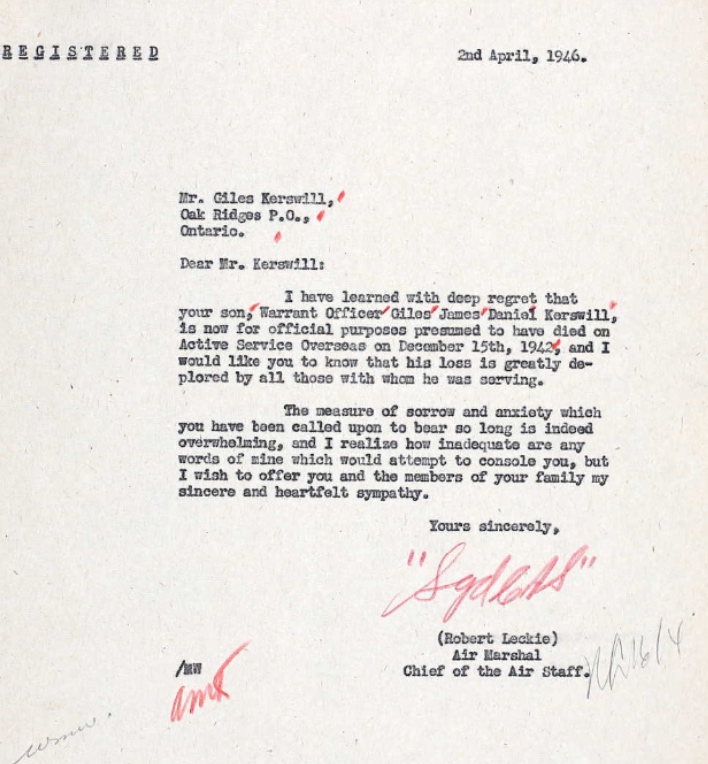 REGISTERED
2nd April, 1946.
Mr. Giles Kerswill,
Oak Ridges P.O.,
Ontario.
Dear Mr. Kerswill:
I have learned with deep regret that
your son, Warrant Officer Giles James Daniel Kerswill,
is now for official purposes presumed to have died on
Active Service Overseas on December 15th, 1942, and I
would like you to know that his loss is greatly de-
plored by all those with whom he was serving.
The measure of sorrow and anxiety which
you have been called upon to bear so long is indeed
overwhelming, and I realize how inadequate are any
words of mine which would attempt to console you, but
I wish to offer you and the members of your family my
sincere and heartfelt sympathy.
Yours sincerely,
(Robert Leckie)
Air Marshal
Chief of the Air Staff.
/MW
16/4